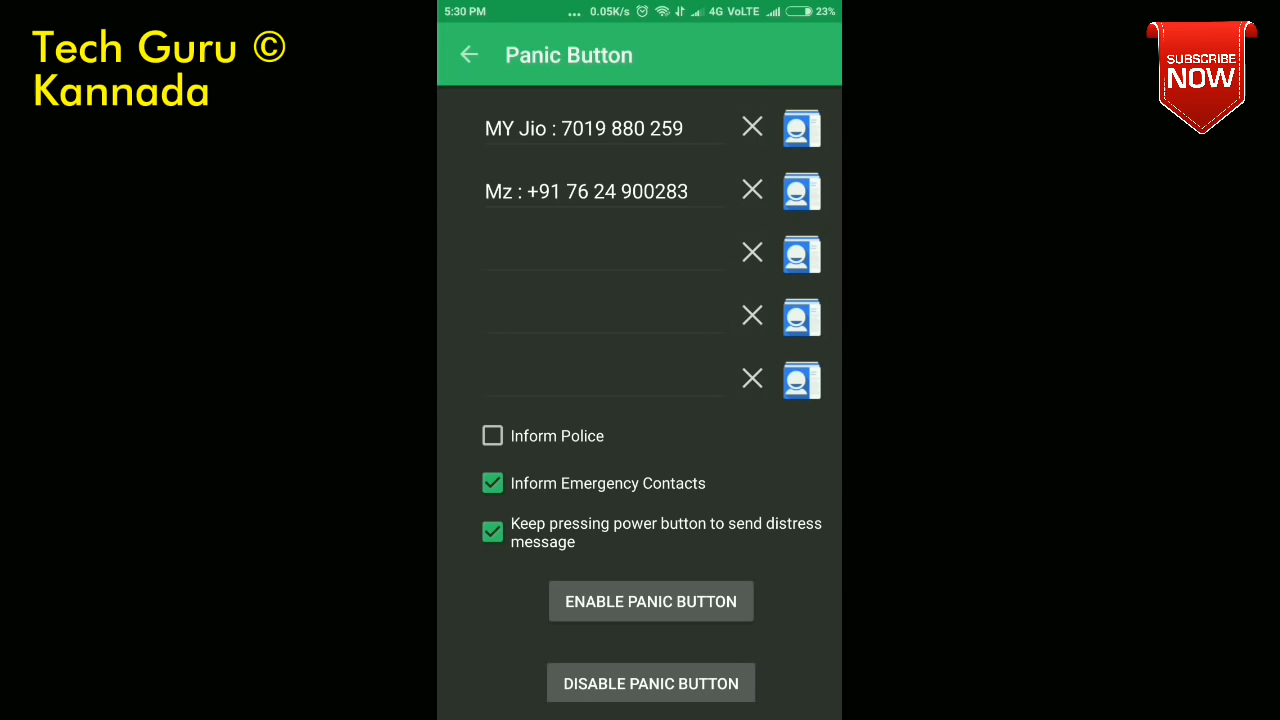 Tech Guru ©
Kannada
5:30 PM ... 0.05K/s 4G VoLTE 23%
Panic Button
SUBSCRIBE
NOW
MY Jio : 7019 880 259
Mz : +91 76 24 900283
Inform Police
Inform Emergency Contacts
Keep pressing power button to send distress
message
ENABLE PANIC BUTTON
DISABLE PANIC BUTTON